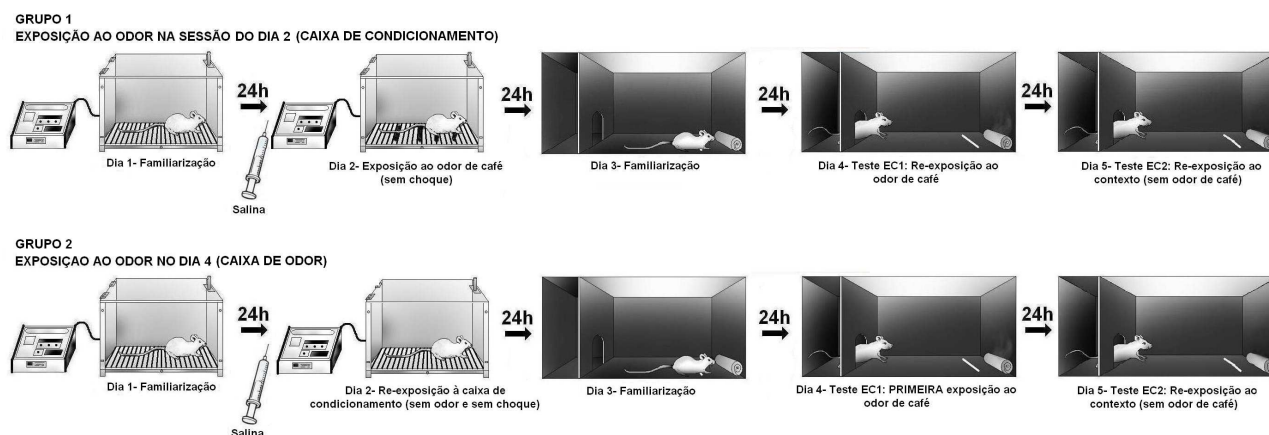 GRUPO 1
EXPOSIÇÃO AO ODOR NA SESSÃO DO DIA 2 (CAIXA DE CONDICIONAMENTO)
24h
24h
24h
24h
Dia 1- Familiarização
Salina
Dia 2- Exposição ao odor de café
(sem choque)
Dia 3- Familiarização
Dia 4- Teste EC1: Re-exposição ao
odor de café
Dia 5- Teste EC2: Re-exposição ao
contexto (sem odor de café)
GRUPO 2
EXPOSIÇAO AO ODOR NO DIA 4 (CAIXA DE ODOR)
24h
24h
24h
24h
Dia 1- Familiarização
Salina
Dia 2- Re-exposição à caixa de
condicionamento (sem odor e sem choque)
Dia 3- Familiarização
Dia 4- Teste EC1: PRIMEIRA exposição ao
odor de café
Dia 5- Teste EC2: Re-exposição ao
contexto (sem odor de café)